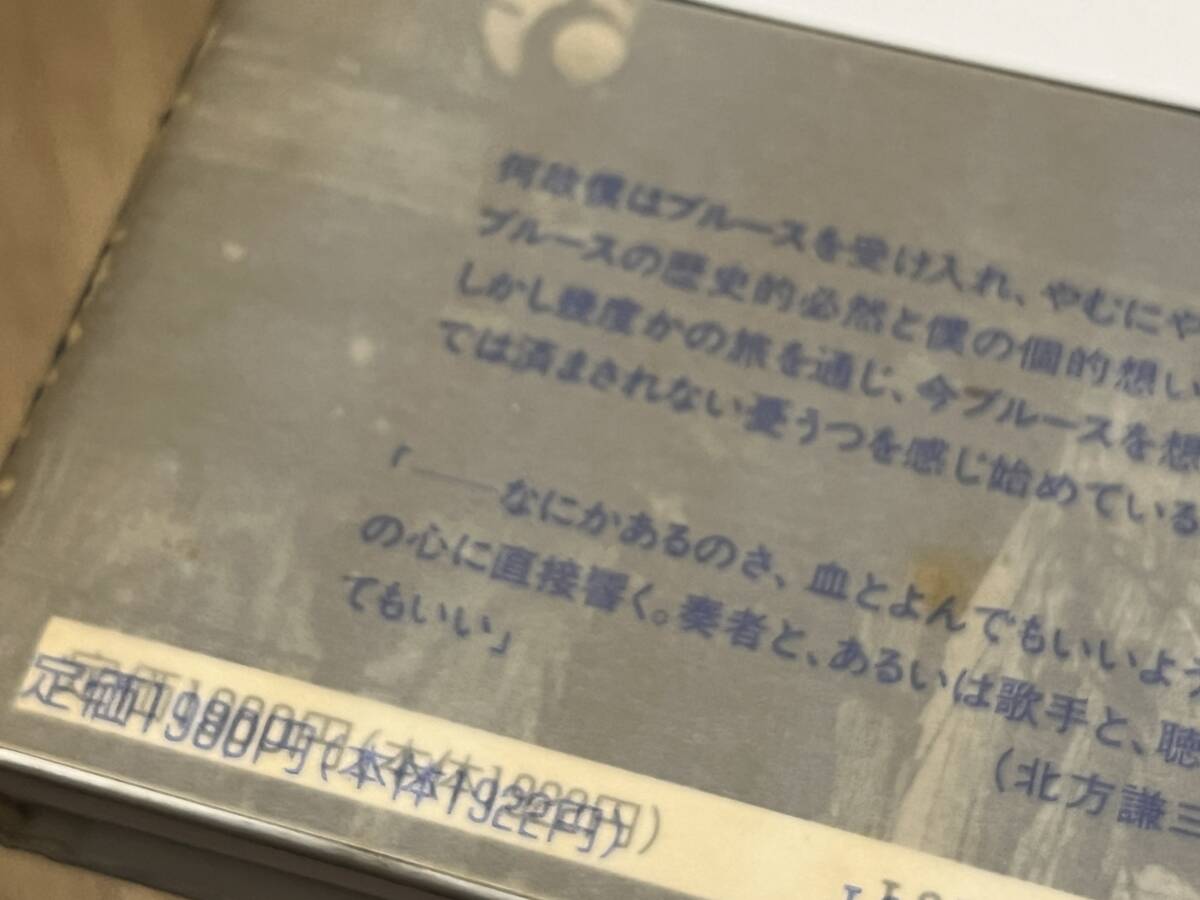 何故僕はブルースを受け入れ、やむにや
ブルースの歴史的必然と僕の個的想い
しかし幾度かの旅を通じ、今ブルースを想
ては済まされない憂うつを感じ始めている
「――なにかあるのさ、血とよんでもいいよう
の心に直接響く。奏者と、あるいは歌手と、聴
てもいい」
(北方謙三
定価1980円(本体1922円)